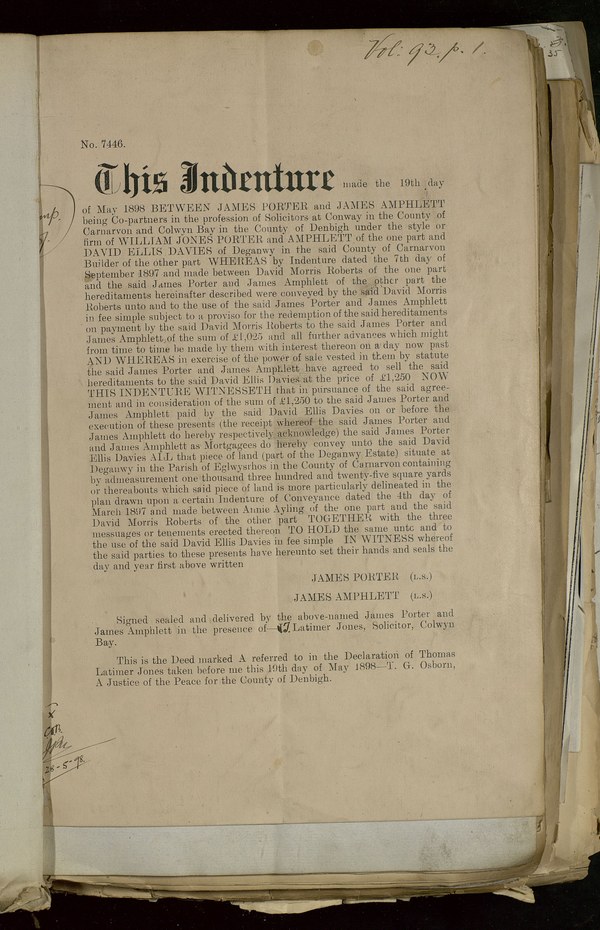 Vol: 93. p. 1.
35
No. 7446.
This Indenture made the 19th day
of May 1898 BETWEEN JAMES PORTER and JAMES AMPHLETT
being Co-partners in the profession of Solicitors at Conway in the County of
Carnarvon and Colwyn Bay in the County of Denbigh under the style or
firm of WILLIAM JONES PORTER and AMPHLETT of the one part and
DAVID ELLIS DAVIES of Deganwy in the said County of Carnarvon
Builder of the other part WHEREAS by Indenture dated the 7th day of
September 1897 and made between David Morris Roberts of the one part
and the said James Porter and James Amphlett of the other part the
hereditaments hereinafter described were conveyed by the said David Morris
Roberts unto and to the use of the said James Porter and James Amphlett
in fee simple subject to a proviso for the redemption of the said hereditaments
on payment by the said David Morris Roberts to the said James Porter and
James Amphlett of the sum of £1,025 and all further advances which might
from time to time be made by them with interest thereon on a day now past
AND WHEREAS in exercise of the power of sale vested in them by statute
the said James Porter and James Amphlett have agreed to sell the said
hereditaments to the said David Ellis Davies at the price of £1,250 NOW
THIS INDENTURE WITNESSETH that in pursuance of the said agree-
ment and in consideration of the sum of £1,250 to the said James Porter and
James Amphlett paid by the said David Ellis Davies on or before the
execution of these presents (the receipt whereof the said James Porter and
James Amphlett do hereby respectively acknowledge) the said James Porter
and James Amphlett as Mortgagees do hereby convey unto the said David
Ellis Davies ALL that piece of land (part of the Deganwy Estate) situate at
Deganwy in the Parish of Eglwysrhos in the County of Carnarvon containing
by admeasurement one thousand three hundred and twenty-five square yards
or thereabouts which said piece of land is more particularly delineated in the
plan drawn upon a certain Indenture of Conveyance dated the 4th day of
March 1897 and made between Annie Ayling of the one part and the said
David Morris Roberts of the other part TOGETHER with the three
messuages or tenements erected thereon TO HOLD the same unto and to
the use of the said David Ellis Davies in fee simple IN WITNESS whereof
the said parties to these presents have hereunto set their hands and seals the
day and year first above written
JAMES PORTER (L.S.)
JAMES AMPHLETT (L.S.)
Signed sealed and delivered by the above-named James Porter and
James Amphlett in the presence of—T. Latimer Jones, Solicitor, Colwyn
Bay.
This is the Deed marked A referred to in the Declaration of Thomas
Latimer Jones taken before me this 19th day of May 1898—T. G. Osborn,
A Justice of the Peace for the County of Denbigh.
28-5-98